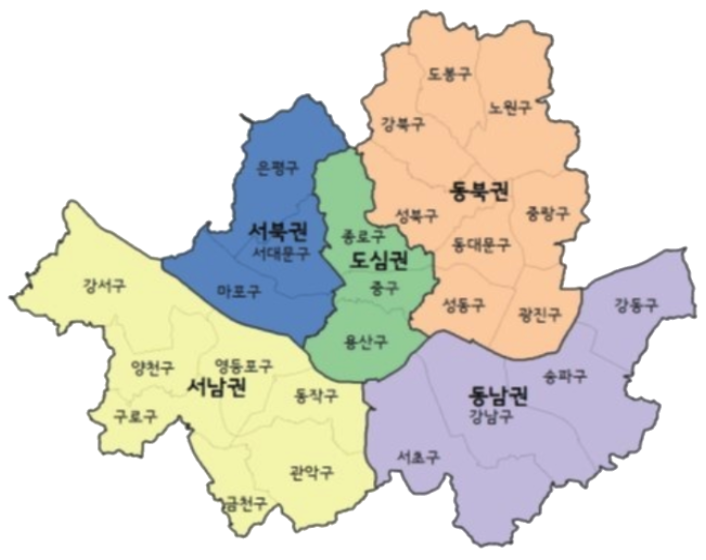 도봉구
노원구
강북구
은평구
동북권
성북구
중랑구
서북권
종로구
동대문구
서대문구
도심권
강서구
마포구
중구
성동구
광진구
강동구
용산구
양천구
영등포구
서남권
동작구
송파구
동남권
강남구
구로구
서초구
관악구
금천구